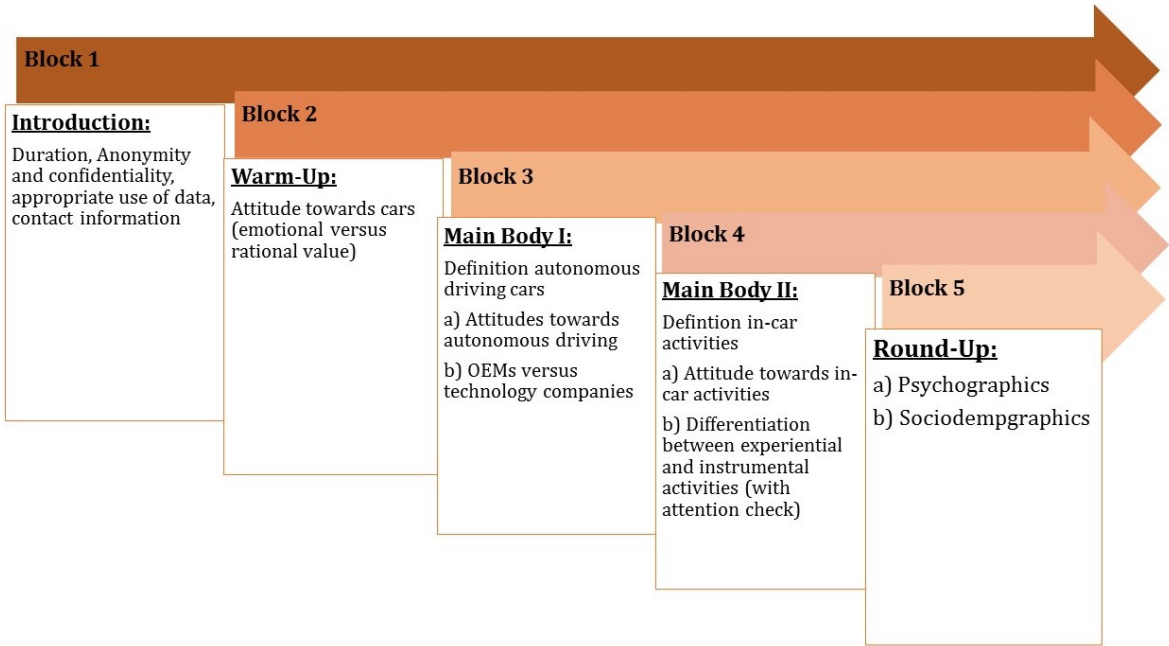 Block 1
Introduction:
Duration, Anonymity
and confidentiality,
appropriate use of data,
contact information
Block 2
Warm-Up:
Attitude towards cars
(emotional versus
rational value)
Block 3
Main Body I:
Definition autonomous
driving cars
a) Attitudes towards
autonomous driving
b) OEMs versus
technology companies
Block 4
Main Body II:
Defintion in-car
activities
a) Attitude towards in-
car activities
b) Differentiation
between experiential
and instrumental
activities (with
attention check)
Block 5
Round-Up:
a) Psychographics
b) Sociodempgraphics